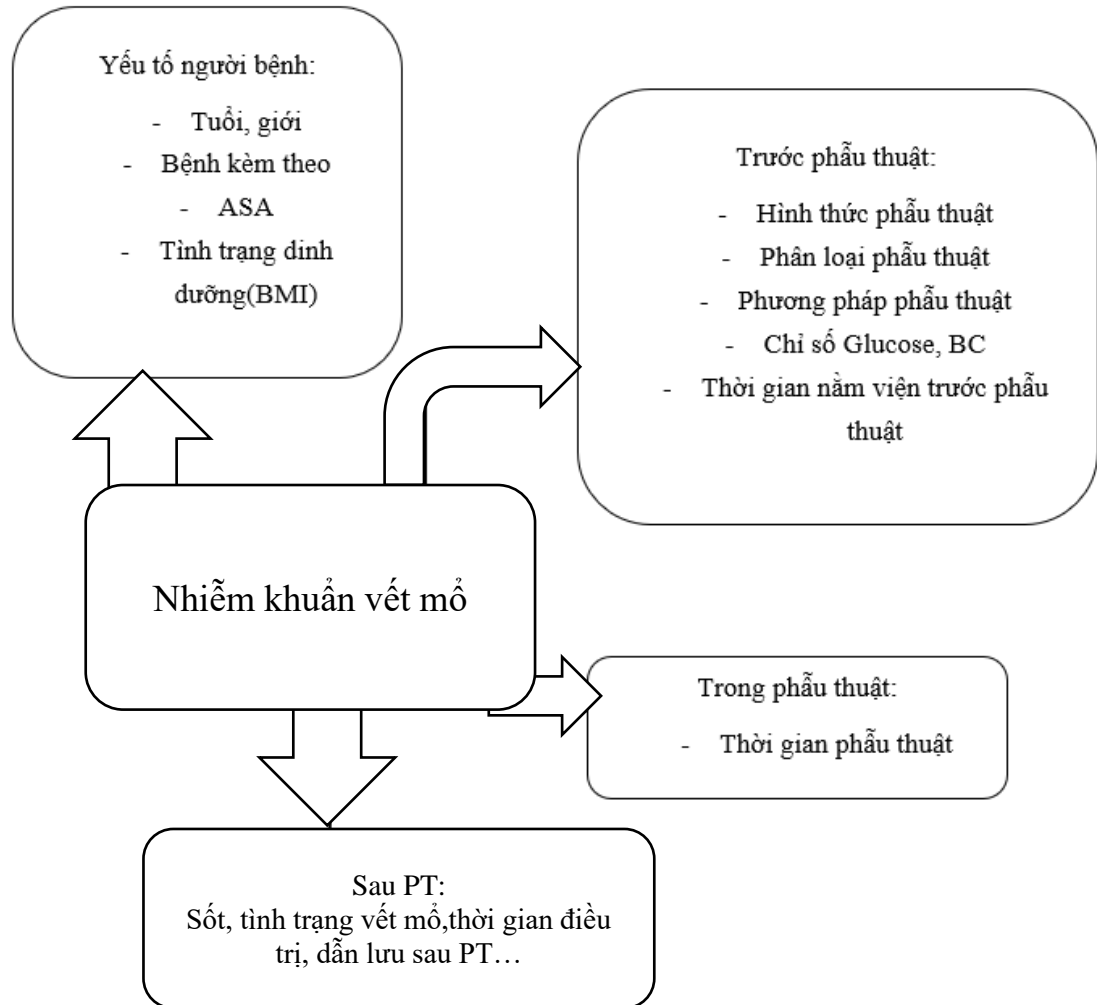 Yếu tố người bệnh:
- Tuổi, giới
- Bệnh kèm theo
- ASA
- Tình trạng dinh
dưỡng(BMI)
Trước phẫu thuật:
- Hình thức phẫu thuật
- Phân loại phẫu thuật
- Phương pháp phẫu thuật
- Chỉ số Glucose, BC
- Thời gian nằm viện trước phẫu
thuật
Nhiễm khuẩn vết mổ
Trong phẫu thuật:
- Thời gian phẫu thuật
Sau PT:
Sốt, tình trạng vết mổ,thời gian điều
trị, dẫn lưu sau PT…